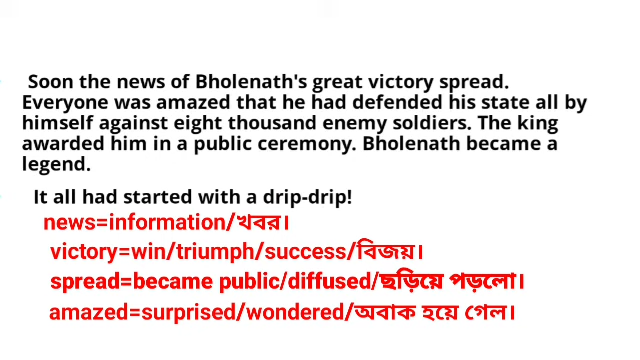 Soon the news of Bholenath's great victory spread.
Everyone was amazed that he had defended his state all by
himself against eight thousand enemy soldiers. The king
awarded him in a public ceremony. Bholenath became a
legend.
It all had started with a drip-drip!
news=information/খবর।
victory=win/triumph/success/বিজয়।
spread=became public/diffused/ছড়িয়ে পড়লো।
amazed=surprised/wondered/অবাক হয়ে গেল।